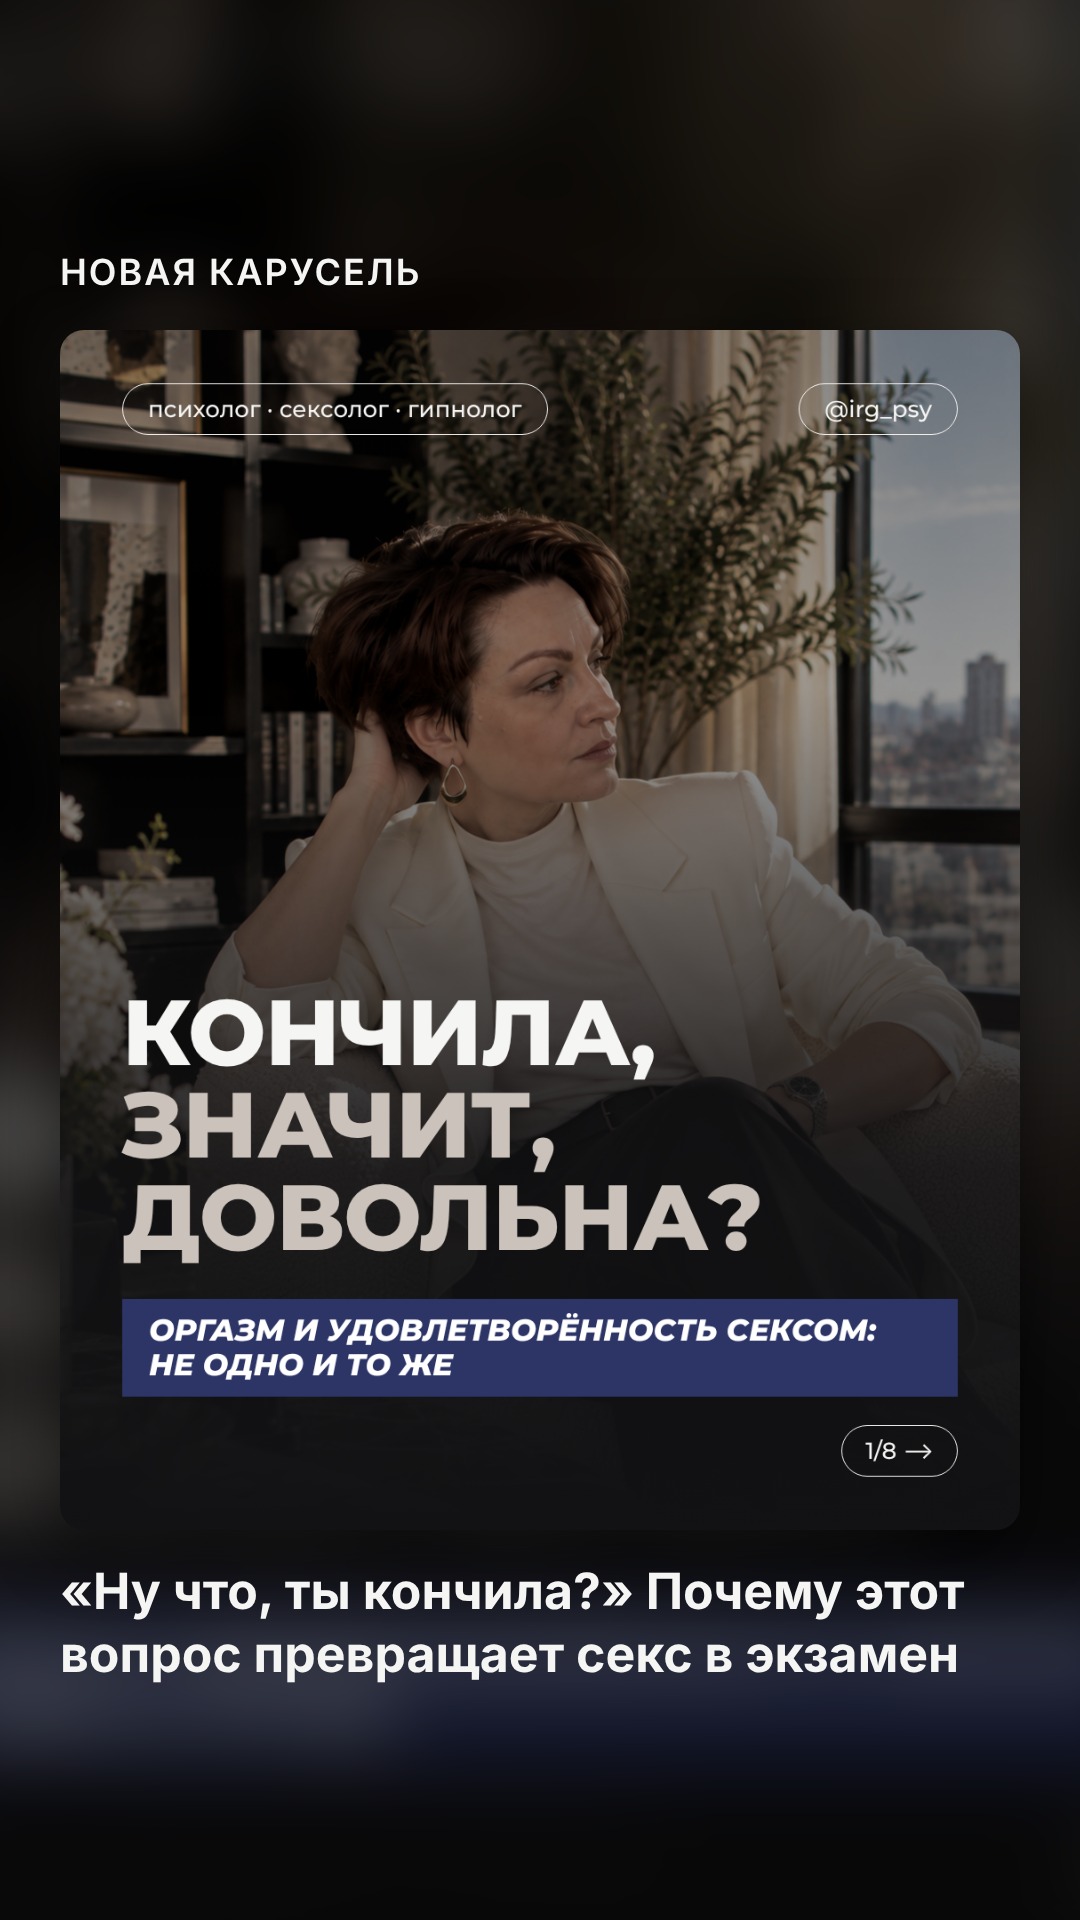 НОВАЯ КАРУСЕЛЬ
психолог · сексолог · гипнолог
@irg_psy
КОНЧИЛА,
ЗНАЧИТ,
ДОВОЛЬНА?
ОРГАЗМ И УДОВЛЕТВОРЁННОСТЬ СЕКСОМ:
НЕ ОДНО И ТО ЖЕ
1/8 →
«Ну что, ты кончила?» Почему этот
вопрос превращает секс в экзамен